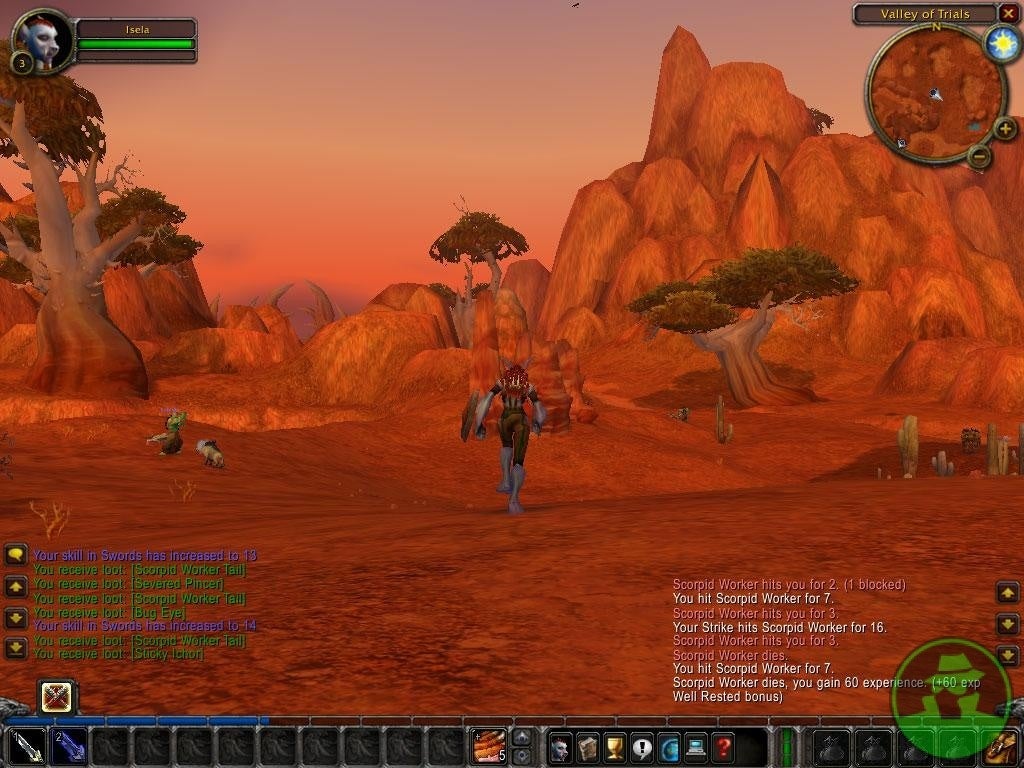 Isela
3
Valley of Trials
N
Your skill in Swords has increased to 13
You receive loot: [Scorpid Worker Tail]
You receive loot: [Severed Pincer]
You receive loot: [Scorpid Worker Tail]
You receive loot: [Bug Eye]
Your skill in Swords has increased to 14
You receive loot: [Scorpid Worker Tail]
You receive loot: [Sticky Ichor]
Scorpid Worker hits you for 2. (1 blocked)
You hit Scorpid Worker for 7.
Scorpid Worker hits you for 3.
Your Strike hits Scorpid Worker for 16.
Scorpid Worker hits you for 3.
Scorpid Worker dies.
You hit Scorpid Worker for 7.
Scorpid Worker dies, you gain 60 experience. (+60 exp
Well Rested bonus)
1 2 5